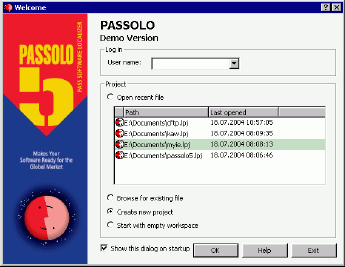 Welcome
PASSOLO
5
PASS SOFTWARE LOCALIZER
Makes Your
Software Ready for the
Global Market
PASSOLO
Demo Version
Log in
User name:
Project
Open recent file
Path Last opened
E:\Documents\cftp.lpj 18.07.2004 10:57:05
E:\Documents\kaw.lpj 18.07.2004 08:09:35
E:\Documents\myie.lpj 18.07.2004 08:08:13
E:\Documents\passolo5.lpj 18.07.2004 08:06:46
Browse for existing file
Create new project
Start with empty workspace
Show this dialog on startup
OK Help Exit